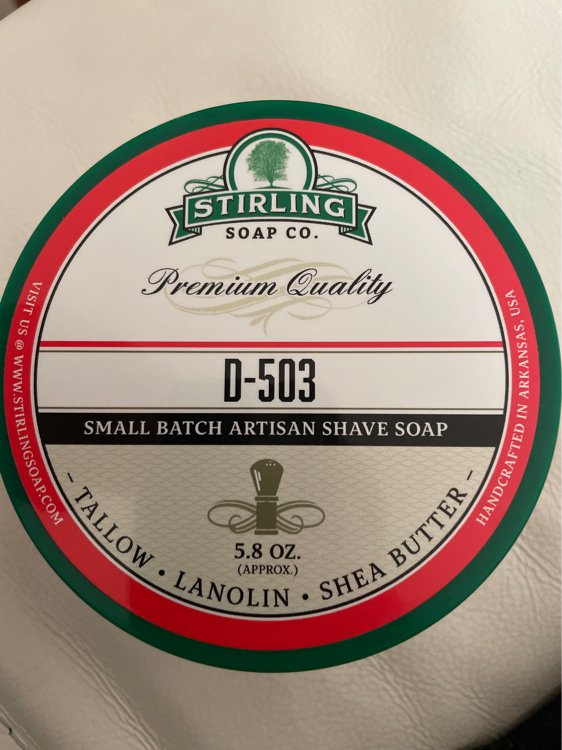 STIRLING
SOAP CO.
Premium Quality
D-503
SMALL BATCH ARTISAN SHAVE SOAP
5.8 OZ.
(APPROX.)
– TALLOW • LANOLIN • SHEA BUTTER –
VISIT US @ WWW.STIRLINGSOAP.COM
HANDCRAFTED IN ARKANSAS, USA